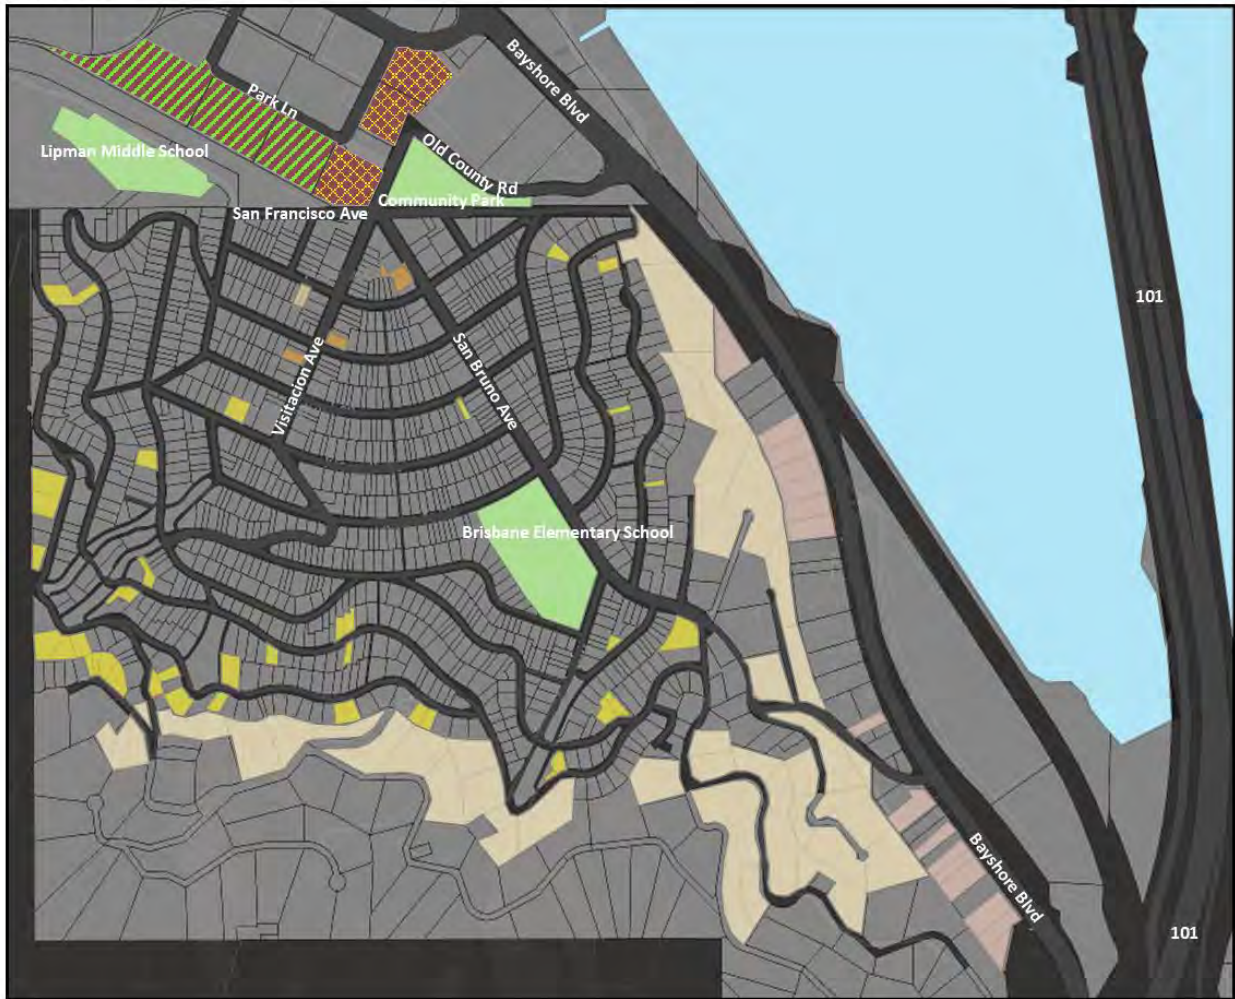 Bayshore Blvd
Park Ln
Lipman Middle School
Old County Rd
Community Park
San Francisco Ave
101
Visitacion Ave
San Bruno Ave
Brisbane Elementary School
Bayshore Blvd
101